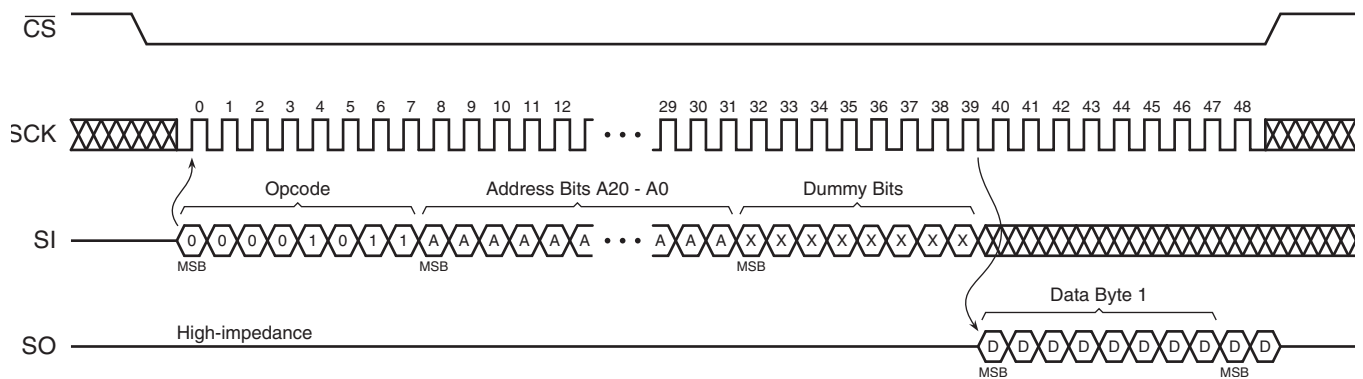 CS
0 1 2 3 4 5 6 7 8 9 10 11 12 29 30 31 32 33 34 35 36 37 38 39 40 41 42 43 44 45 46 47 48
SCK
Opcode Address Bits A20 - A0 Dummy Bits
SI 0 0 0 0 1 0 1 1 A A A A A A A A A X X X X X X X X
MSB MSB MSB
Data Byte 1
High-impedance
SO D D D D D D D D D D
MSB MSB